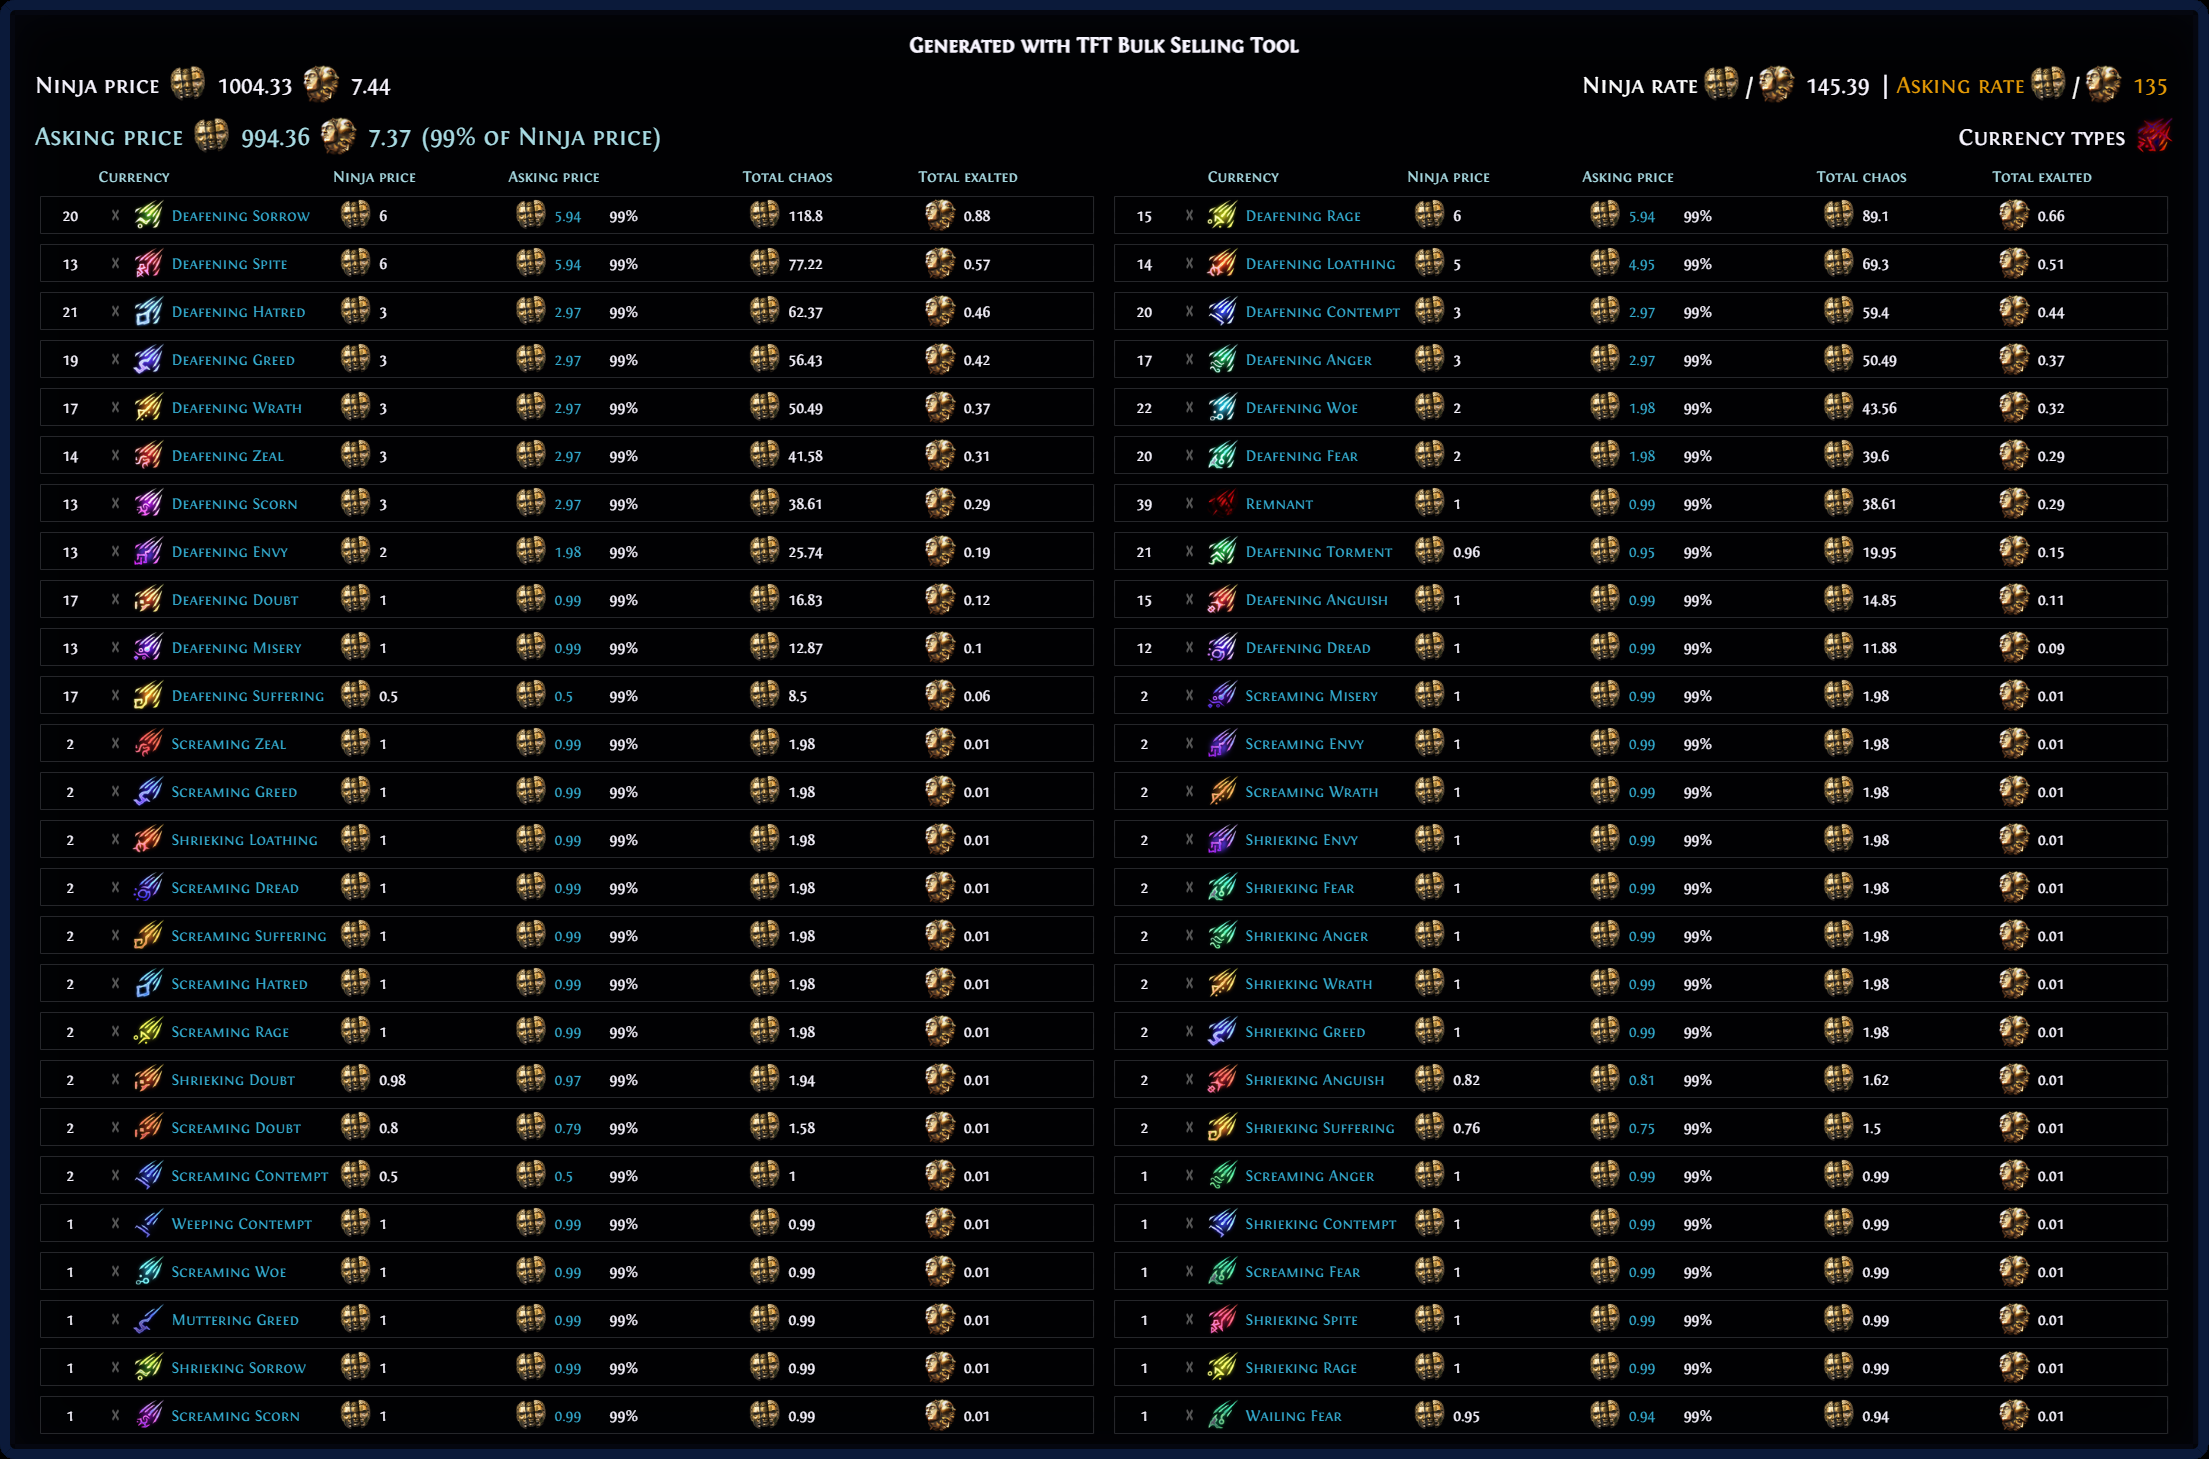 Generated with TFT Bulk Selling Tool
Ninja price 1004.33 7.44
Ninja rate / 145.39 | Asking rate / 135
Asking price 994.36 7.37 (99% of Ninja price)
Currency types
Currency Ninja price Asking price Total chaos Total exalted Currency Ninja price Asking price Total chaos Total exalted
20 x Deafening Sorrow 6 5.94 99% 118.8 0.88 15 x Deafening Rage 6 5.94 99% 89.1 0.66
13 x Deafening Spite 6 5.94 99% 77.22 0.57 14 x Deafening Loathing 5 4.95 99% 69.3 0.51
21 x Deafening Hatred 3 2.97 99% 62.37 0.46 20 x Deafening Contempt 3 2.97 99% 59.4 0.44
19 x Deafening Greed 3 2.97 99% 56.43 0.42 17 x Deafening Anger 3 2.97 99% 50.49 0.37
17 x Deafening Wrath 3 2.97 99% 50.49 0.37 22 x Deafening Woe 2 1.98 99% 43.56 0.32
14 x Deafening Zeal 3 2.97 99% 41.58 0.31 20 x Deafening Fear 2 1.98 99% 39.6 0.29
13 x Deafening Scorn 3 2.97 99% 38.61 0.29 39 x Remnant 1 0.99 99% 38.61 0.29
13 x Deafening Envy 2 1.98 99% 25.74 0.19 21 x Deafening Torment 0.96 0.95 99% 19.95 0.15
17 x Deafening Doubt 1 0.99 99% 16.83 0.12 15 x Deafening Anguish 1 0.99 99% 14.85 0.11
13 x Deafening Misery 1 0.99 99% 12.87 0.1 12 x Deafening Dread 1 0.99 99% 11.88 0.09
17 x Deafening Suffering 0.5 0.5 99% 8.5 0.06 2 x Screaming Misery 1 0.99 99% 1.98 0.01
2 x Screaming Zeal 1 0.99 99% 1.98 0.01 2 x Screaming Envy 1 0.99 99% 1.98 0.01
2 x Screaming Greed 1 0.99 99% 1.98 0.01 2 x Screaming Wrath 1 0.99 99% 1.98 0.01
2 x Shrieking Loathing 1 0.99 99% 1.98 0.01 2 x Shrieking Envy 1 0.99 99% 1.98 0.01
2 x Screaming Dread 1 0.99 99% 1.98 0.01 2 x Shrieking Fear 1 0.99 99% 1.98 0.01
2 x Screaming Suffering 1 0.99 99% 1.98 0.01 2 x Shrieking Anger 1 0.99 99% 1.98 0.01
2 x Screaming Hatred 1 0.99 99% 1.98 0.01 2 x Shrieking Wrath 1 0.99 99% 1.98 0.01
2 x Screaming Rage 1 0.99 99% 1.98 0.01 2 x Shrieking Greed 1 0.99 99% 1.98 0.01
2 x Shrieking Doubt 0.98 0.97 99% 1.94 0.01 2 x Shrieking Anguish 0.82 0.81 99% 1.62 0.01
2 x Screaming Doubt 0.8 0.79 99% 1.58 0.01 2 x Shrieking Suffering 0.76 0.75 99% 1.5 0.01
2 x Screaming Contempt 0.5 0.5 99% 1 0.01 1 x Screaming Anger 1 0.99 99% 0.99 0.01
1 x Weeping Contempt 1 0.99 99% 0.99 0.01 1 x Shrieking Contempt 1 0.99 99% 0.99 0.01
1 x Screaming Woe 1 0.99 99% 0.99 0.01 1 x Screaming Fear 1 0.99 99% 0.99 0.01
1 x Muttering Greed 1 0.99 99% 0.99 0.01 1 x Shrieking Spite 1 0.99 99% 0.99 0.01
1 x Shrieking Sorrow 1 0.99 99% 0.99 0.01 1 x Shrieking Rage 1 0.99 99% 0.99 0.01
1 x Screaming Scorn 1 0.99 99% 0.99 0.01 1 x Wailing Fear 0.95 0.94 99% 0.94 0.01